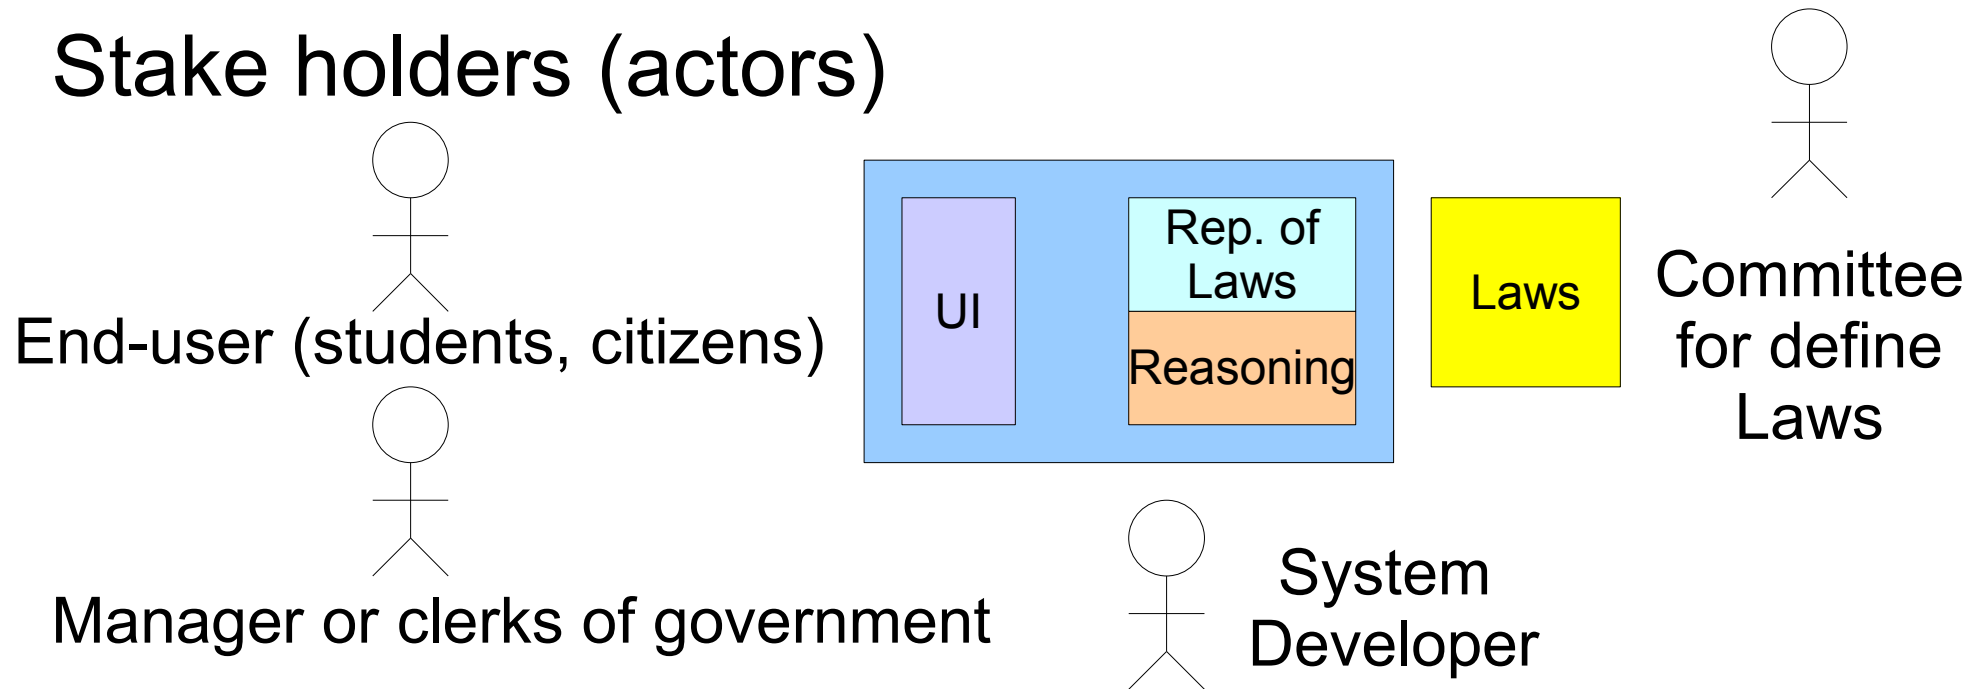 Stake holders (actors)
End-user (students, citizens)
Manager or clerks of government
UI
Rep. of
Laws
Reasoning
Laws
Committee
for define
Laws
System
Developer